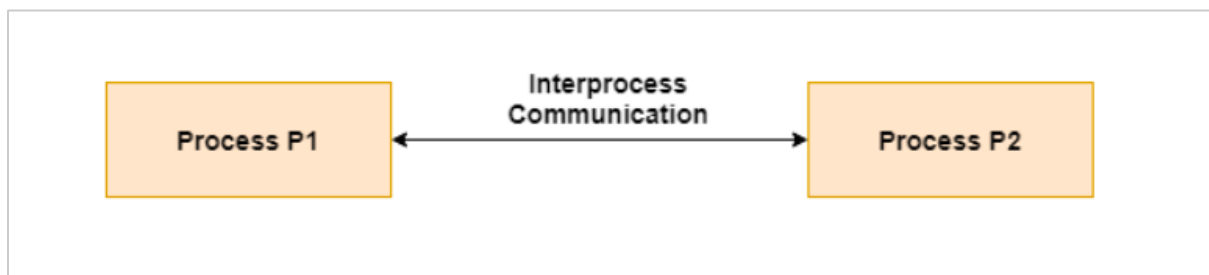 Interprocess
Communication
Process P1
Process P2